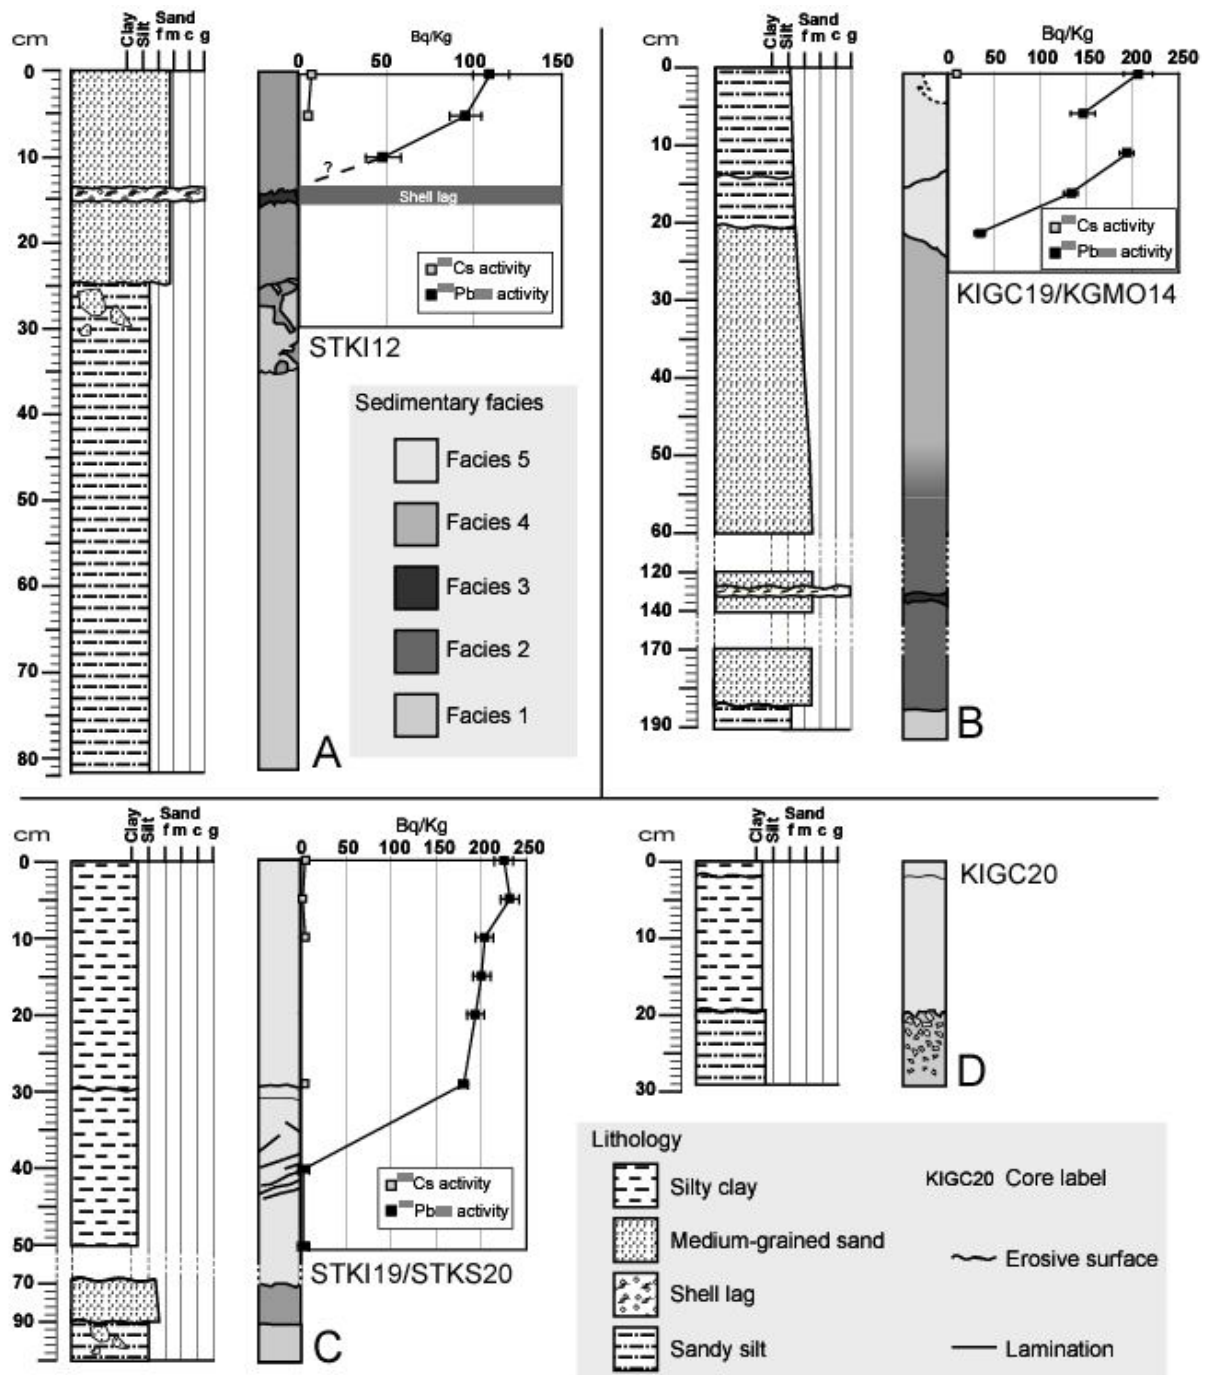 Sand
Clay
Silt
f m c g
cm
0
10
20
30
40
50
60
70
80
Bq/Kg
0 50 100 150
?
Shell lag
Cs activity
Pb activity
STKI12
A
Sedimentary facies
Facies 5
Facies 4
Facies 3
Facies 2
Facies 1
Sand
Clay
Silt
f m c g
cm
0
10
20
30
40
50
60
120
140
170
190
Bq/Kg
0 50 100 150 200 250
Cs activity
Pb activity
KIGC19/KGMO14
B
Sand
Clay
Silt
f m c g
cm
0
10
20
30
40
50
70
90
Bq/Kg
0 50 100 150 200 250
Cs activity
Pb activity
STKI19/STKS20
C
Sand
Clay
Silt
f m c g
cm
0
10
20
30
KIGC20
D
Lithology
Silty clay
Medium-grained sand
Shell lag
Sandy silt
KIGC20 Core label
Erosive surface
Lamination